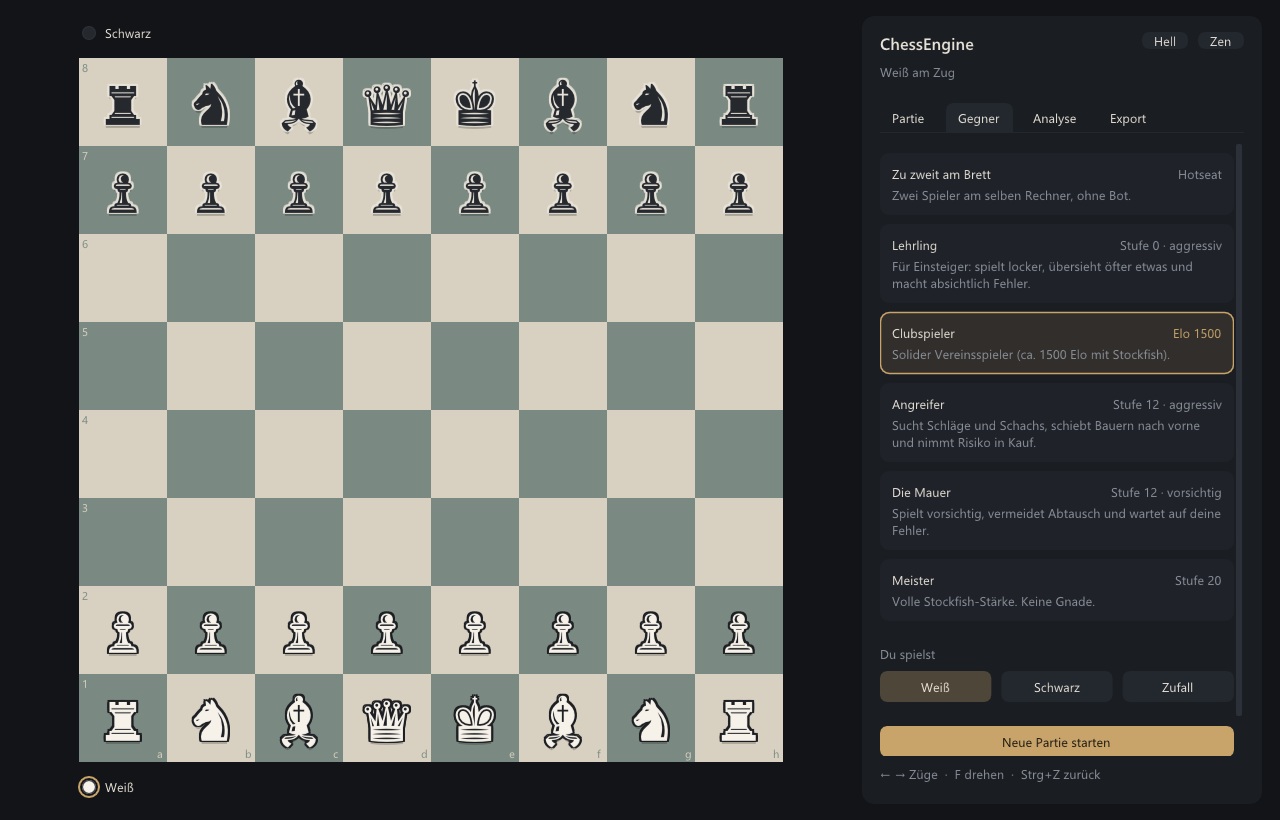 Schwarz
8
7
6
5
4
3
2
1
a b c d e f g h
Weiß
ChessEngine
Hell Zen
Weiß am Zug
Partie Gegner Analyse Export
Zu zweit am Brett Hotseat
Zwei Spieler am selben Rechner, ohne Bot.
Lehrling Stufe 0 · aggressiv
Für Einsteiger: spielt locker, übersieht öfter etwas und
macht absichtlich Fehler.
Clubspieler Elo 1500
Solider Vereinsspieler (ca. 1500 Elo mit Stockfish).
Angreifer Stufe 12 · aggressiv
Sucht Schläge und Schachs, schiebt Bauern nach vorne
und nimmt Risiko in Kauf.
Die Mauer Stufe 12 · vorsichtig
Spielt vorsichtig, vermeidet Abtausch und wartet auf deine
Fehler.
Meister Stufe 20
Volle Stockfish-Stärke. Keine Gnade.
Du spielst
Weiß Schwarz Zufall
Neue Partie starten
← → Züge · F drehen · Strg+Z zurück